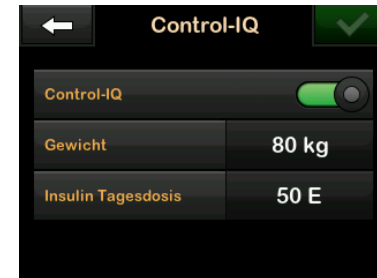 Control-IQ
Control-IQ
Gewicht 80 kg
Insulin Tagesdosis 50 E